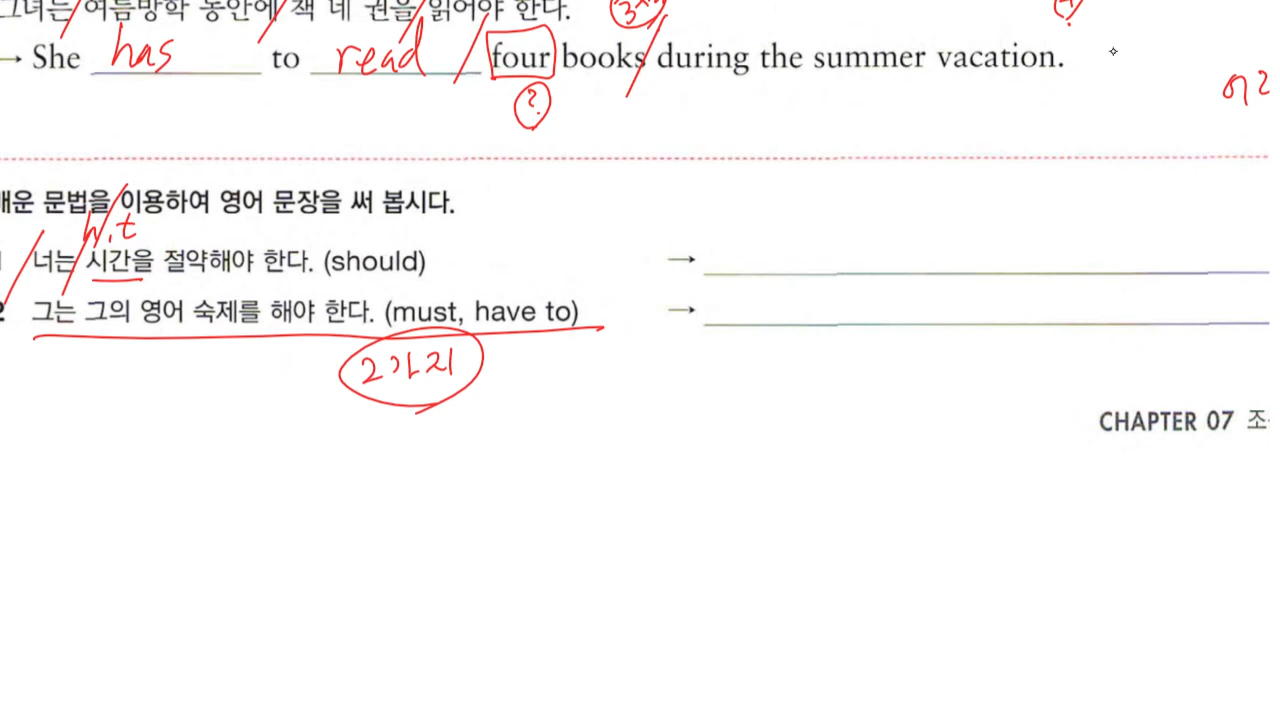 그녀는 여름방학 동안에 책 네 권을 읽어야 한다.
→ She has to read four books during the summer vacation.
?
배운 문법을 이용하여 영어 문장을 써 봅시다.
너는 시간을 절약해야 한다. (should) →
2 그는 그의 영어 숙제를 해야 한다. (must, have to) →
2가지
CHAPTER 07 조